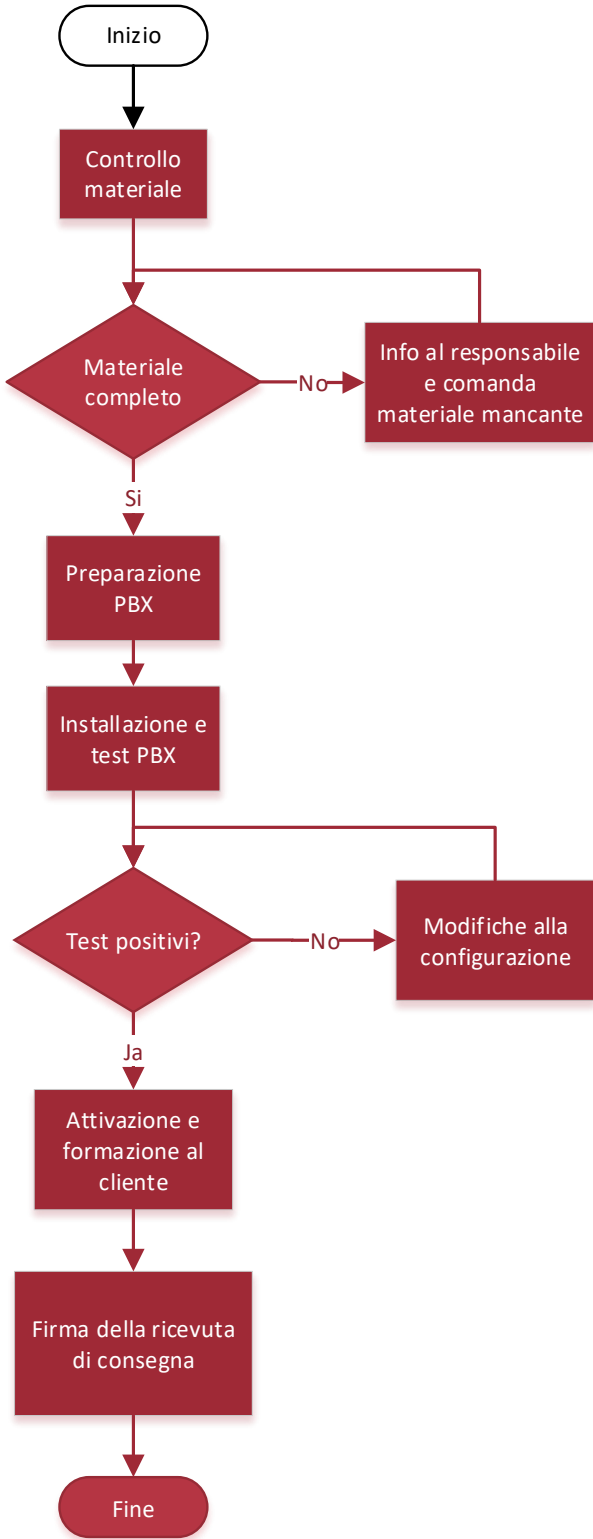 Inizio
Controllo
materiale
Materiale
completo
No
Info al responsabile
e comanda
materiale mancante
Si
Preparazione
PBX
Installazione e
test PBX
Test positivi?
No
Modifiche alla
configurazione
Ja
Attivazione e
formazione al
cliente
Firma della ricevuta
di consegna
Fine